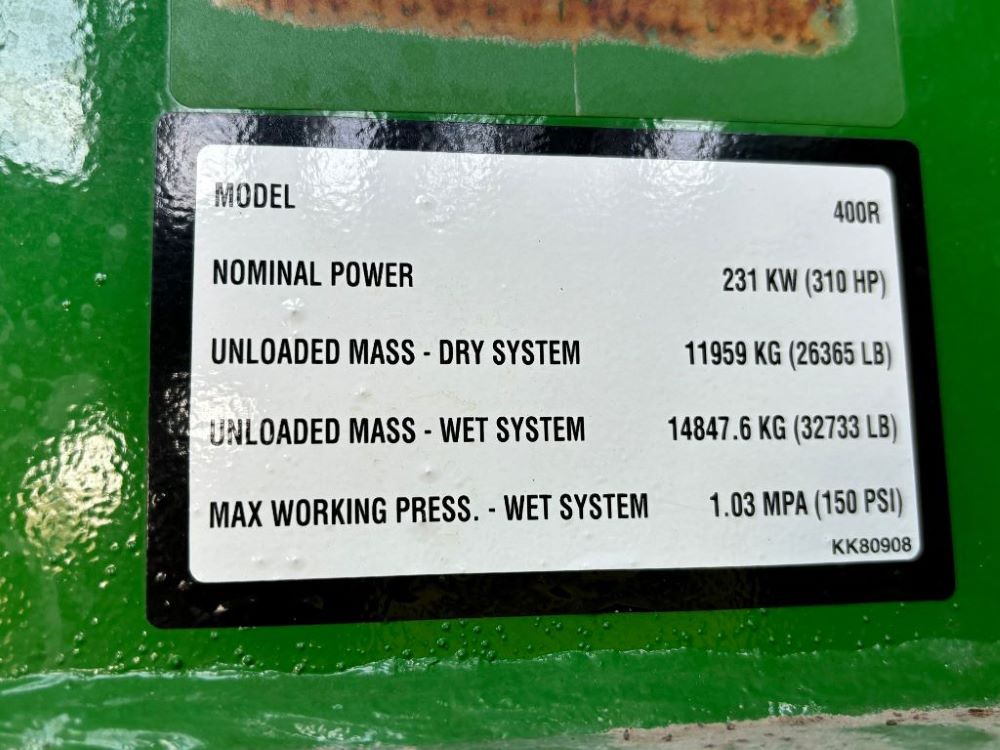 MODEL 400R
NOMINAL POWER 231 KW (310 HP)
UNLOADED MASS - DRY SYSTEM 11959 KG (26365 LB)
UNLOADED MASS - WET SYSTEM 14847.6 KG (32733 LB)
MAX WORKING PRESS. - WET SYSTEM 1.03 MPA (150 PSI)
KK80908